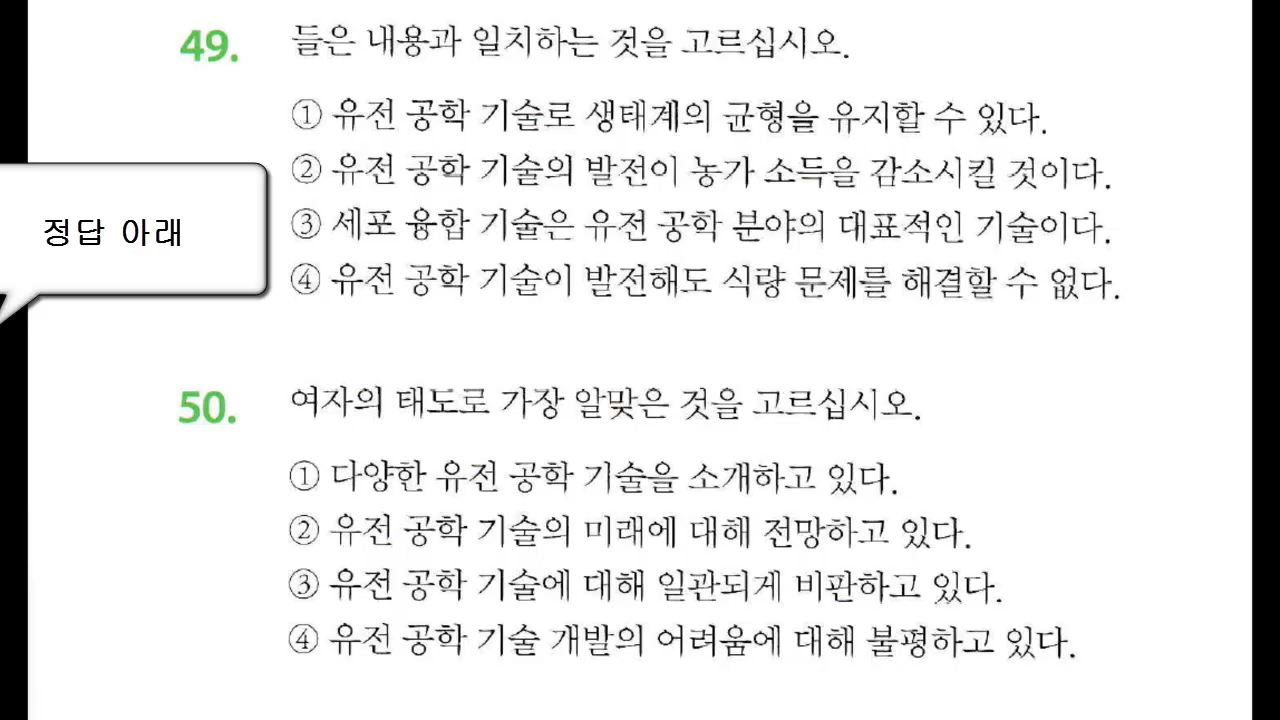 49. 들은 내용과 일치하는 것을 고르십시오.
① 유전 공학 기술로 생태계의 균형을 유지할 수 있다.
② 유전 공학 기술의 발전이 농가 소득을 감소시킬 것이다.
③ 세포 융합 기술은 유전 공학 분야의 대표적인 기술이다.
④ 유전 공학 기술이 발전해도 식량 문제를 해결할 수 없다.
정답 아래
50. 여자의 태도로 가장 알맞은 것을 고르십시오.
① 다양한 유전 공학 기술을 소개하고 있다.
② 유전 공학 기술의 미래에 대해 전망하고 있다.
③ 유전 공학 기술에 대해 일관되게 비판하고 있다.
④ 유전 공학 기술 개발의 어려움에 대해 불평하고 있다.